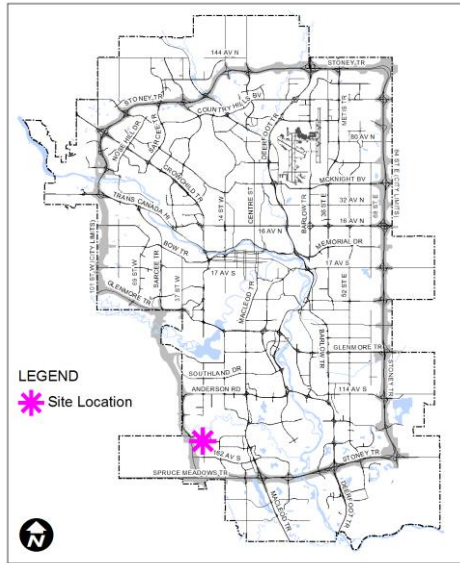 144 AV N
STONEY TR
STONEY TR
COUNTRY HILLS BV
METIS TR
NOSE HILL DR
SARCEE TR
DEERFOOT TR
80 AV N
CROWCHILD TR
MCKNIGHT BV
14 ST W
CENTRE ST
BARLOW TR
36 ST E
32 AV N
68 ST E
84 ST E (CITY LIMITS)
TRANS CANADA
16 AV N
16 AV N
MEMORIAL DR
BOW TR
17 AV S
17 AV S
101 ST W (CITY LIMITS)
69 ST W
SARCEE TR
37 ST W
52 ST E
GLENMORE TR
MACLEOD TR
BARLOW TR
GLENMORE TR
SOUTHLAND DR
STONEY TR
LEGEND
ANDERSON RD
114 AV S
Site Location
162 AV S
STONEY TR
SPRUCE MEADOWS TR
MACLEOD TR
DEERFOOT TR
N